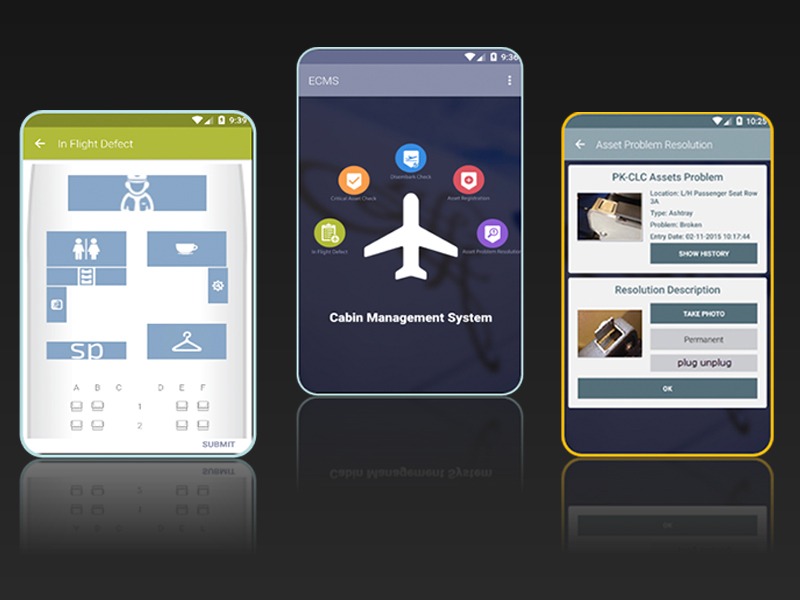 9:39
In Flight Defect
sp
A B C D E F
1
2
SUBMIT
9:36
ECMS
Disembark Check
Critical Asset Check
Asset Registration
In Flight Defect
Asset Problem Resolution
Cabin Management System
10:25
Asset Problem Resolution
PK-CLC Assets Problem
Location: L/H Passenger Seat Row
3A
Type: Ashtray
Problem: Broken
Entry Date: 02-11-2015 10:17:44
SHOW HISTORY
Resolution Description
TAKE PHOTO
Permanent
plug unplug
OK